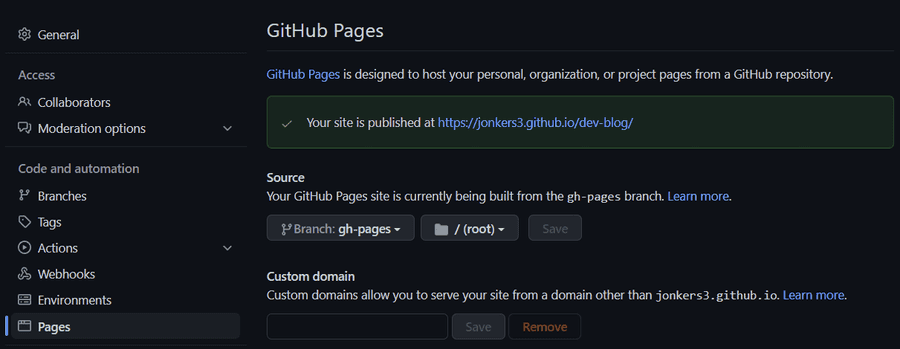 General
Access
Collaborators
Moderation options
Code and automation
Branches
Tags
Actions
Webhooks
Environments
Pages
GitHub Pages
GitHub Pages is designed to host your personal, organization, or project pages from a GitHub repository.
Your site is published at https://jonkers3.github.io/dev-blog/
Source
Your GitHub Pages site is currently being built from the gh-pages branch. Learn more.
Branch: gh-pages / (root) Save
Custom domain
Custom domains allow you to serve your site from a domain other than jonkers3.github.io. Learn more.
Save Remove